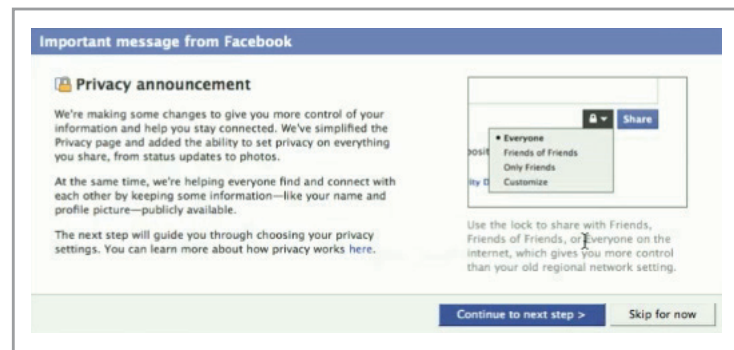 Important message from Facebook
Privacy announcement
We're making some changes to give you more control of your
information and help you stay connected. We've simplified the
Privacy page and added the ability to set privacy on everything
you share, from status updates to photos.
At the same time, we're helping everyone find and connect with
each other by keeping some information—like your name and
profile picture—publicly available.
The next step will guide you through choosing your privacy
settings. You can learn more about how privacy works here.
Share
Everyone
Friends of Friends
Only Friends
Customize
Use the lock to share with Friends,
Friends of Friends, or Everyone on the
internet, which gives you more control
than your old regional network setting.
Continue to next step >
Skip for now